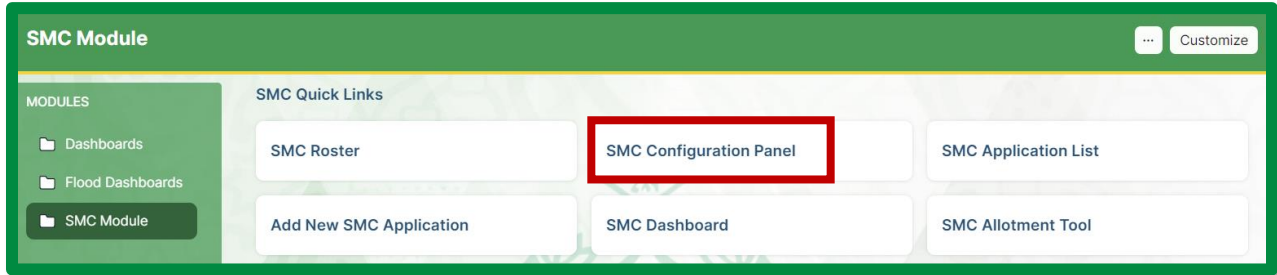 SMC Module
... Customize
MODULES
Dashboards
Flood Dashboards
SMC Module
SMC Quick Links
SMC Roster
SMC Configuration Panel
SMC Application List
Add New SMC Application
SMC Dashboard
SMC Allotment Tool